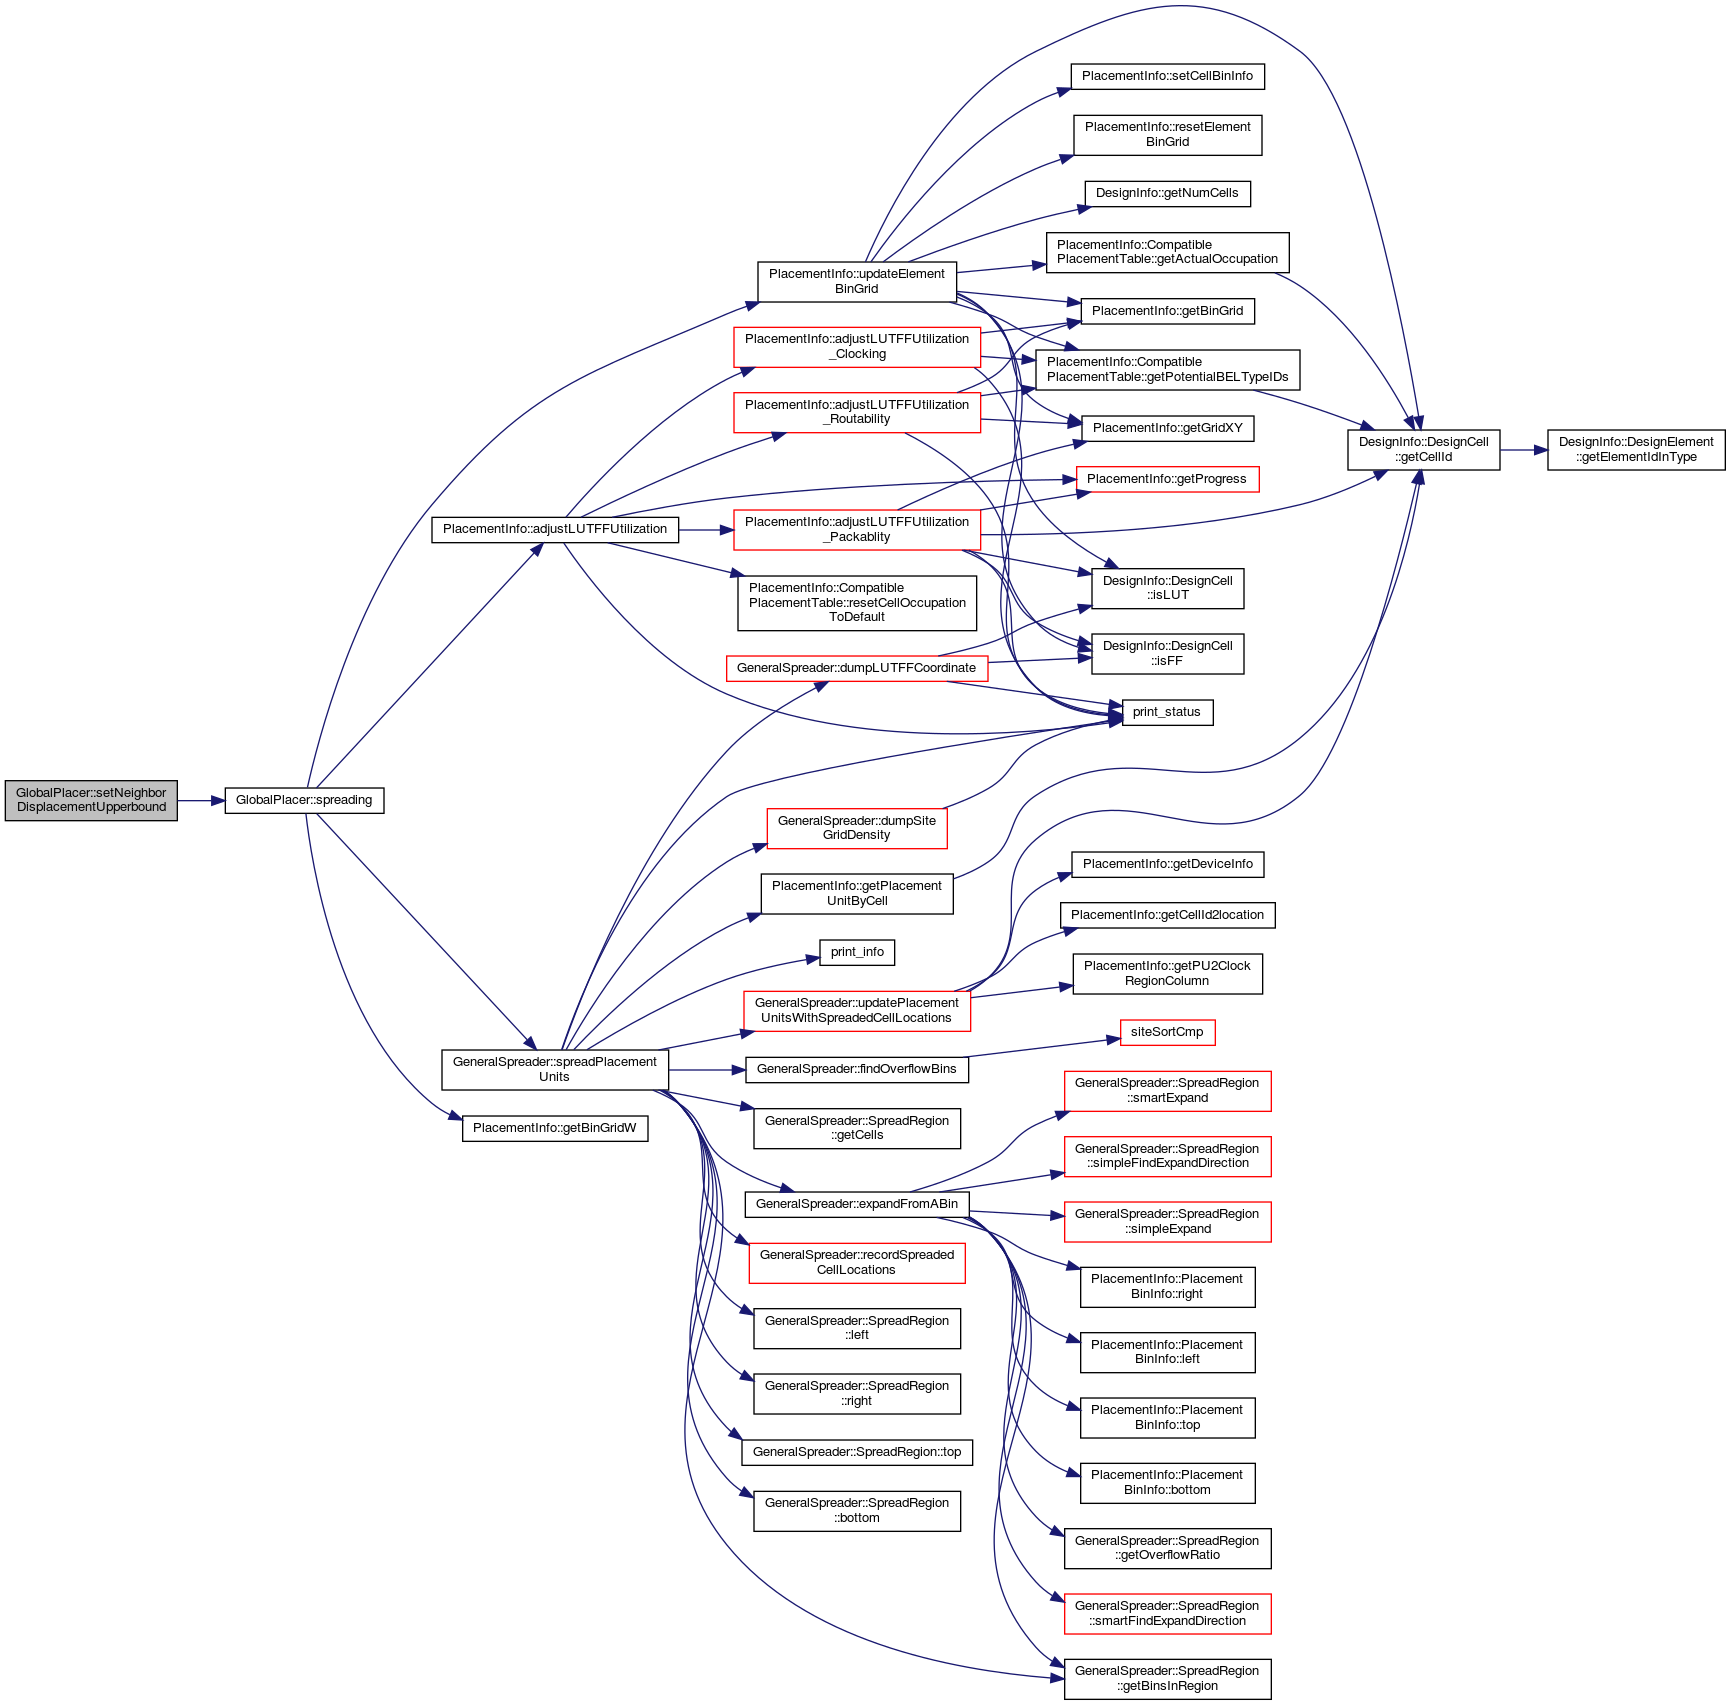 GlobalPlacer::setNeighbor
DisplacementUpperbound
GlobalPlacer::spreading
PlacementInfo::adjustLUTFFUtilization
GeneralSpreader::spreadPlacement
Units
PlacementInfo::getBinGridW
PlacementInfo::updateElement
BinGrid
PlacementInfo::adjustLUTFFUtilization
_Clocking
PlacementInfo::adjustLUTFFUtilization
_Routability
PlacementInfo::adjustLUTFFUtilization
_Packablity
PlacementInfo::Compatible
PlacementTable::resetCellOccupation
ToDefault
GeneralSpreader::dumpLUTFFCoordinate
GeneralSpreader::dumpSite
GridDensity
PlacementInfo::getPlacement
UnitByCell
print_info
GeneralSpreader::updatePlacement
UnitsWithSpreadedCellLocations
GeneralSpreader::findOverflowBins
GeneralSpreader::SpreadRegion
::getCells
GeneralSpreader::expandFromABin
GeneralSpreader::recordSpreaded
CellLocations
GeneralSpreader::SpreadRegion
::left
GeneralSpreader::SpreadRegion
::right
GeneralSpreader::SpreadRegion::top
GeneralSpreader::SpreadRegion
::bottom
PlacementInfo::setCellBinInfo
PlacementInfo::resetElement
BinGrid
DesignInfo::getNumCells
PlacementInfo::Compatible
PlacementTable::getActualOccupation
PlacementInfo::getBinGrid
PlacementInfo::Compatible
PlacementTable::getPotentialBELTypeIDs
PlacementInfo::getGridXY
PlacementInfo::getProgress
DesignInfo::DesignCell
::isLUT
DesignInfo::DesignCell
::isFF
print_status
PlacementInfo::getDeviceInfo
PlacementInfo::getCellId2location
PlacementInfo::getPU2Clock
RegionColumn
siteSortCmp
GeneralSpreader::SpreadRegion
::smartExpand
GeneralSpreader::SpreadRegion
::simpleFindExpandDirection
GeneralSpreader::SpreadRegion
::simpleExpand
PlacementInfo::Placement
BinInfo::right
PlacementInfo::Placement
BinInfo::left
PlacementInfo::Placement
BinInfo::top
PlacementInfo::Placement
BinInfo::bottom
GeneralSpreader::SpreadRegion
::getOverflowRatio
GeneralSpreader::SpreadRegion
::smartFindExpandDirection
GeneralSpreader::SpreadRegion
::getBinsInRegion
DesignInfo::DesignCell
::getCellId
DesignInfo::DesignElement
::getElementIdInType